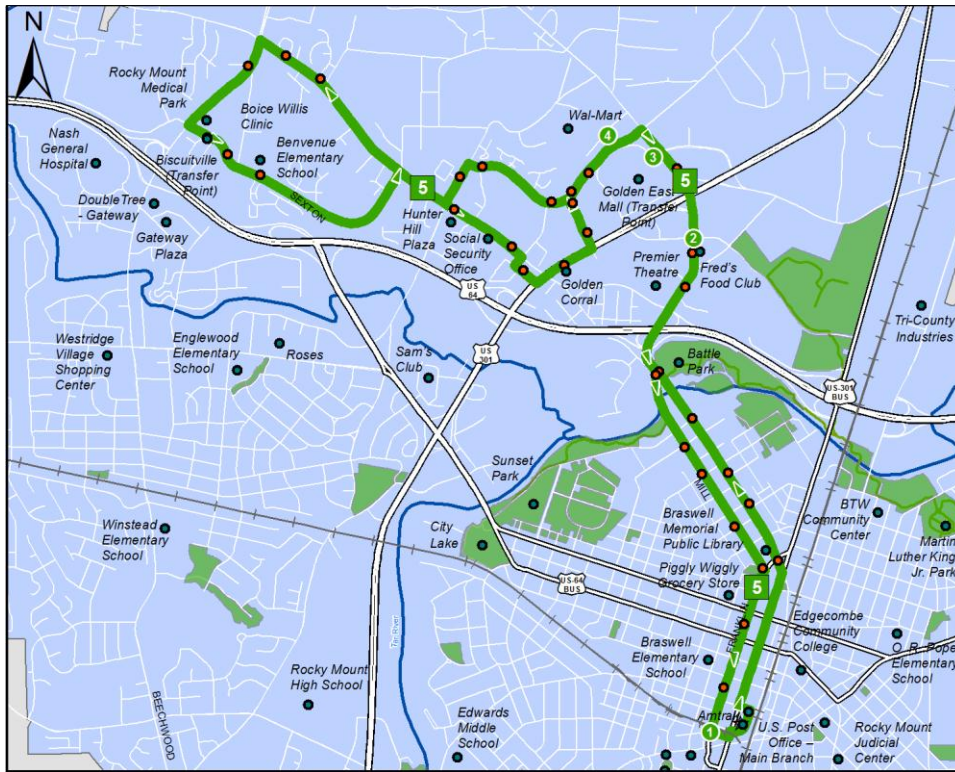 N
Rocky Mount
Medical
Park
Boice Willis
Clinic
Wal-Mart
4
3
Nash
General
Hospital
Biscuitville
(Transfer
Point)
Benvenue
Elementary
School
5
5
Golden East
Mall (Transfer
Point)
DoubleTree
- Gateway
SEXTON
Hunter
Hill
Plaza
Gateway
Plaza
Social
Security
Office
2
Premier
Theatre
Fred's
Food Club
Golden
Corral
US
64
Tri-County
Industries
Westridge
Village
Shopping
Center
Englewood
Elementary
School
Roses
US
301
Sam's
Club
Battle
Park
US-301
BUS
Sunset
Park
MILL
BTW
Community
Center
Winstead
Elementary
School
City
Lake
Braswell
Memorial
Public Library
Martin
Luther King
Jr. Park
Piggly Wiggly
Grocery Store
US-64
BUS
5
FRANKLIN
Edgecombe
Community
College
Tar River
Braswell
Elementary
School
O. R. Pope
Elementary
School
Rocky Mount
High School
BEECHWOOD
Edwards
Middle
School
Amtrak
1
U.S. Post
Office –
Main Branch
Rocky Mount
Judicial
Center